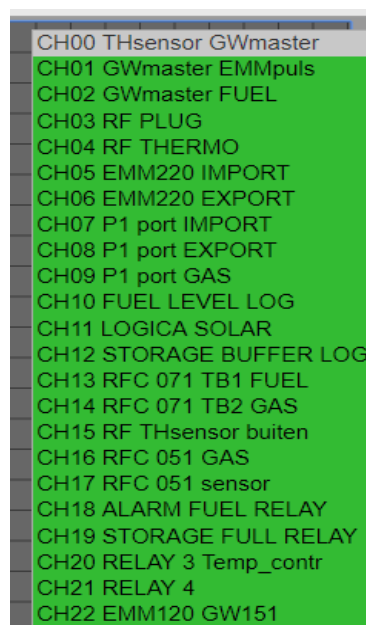 CH00 THsensor GWmaster
CH01 GWmaster EMMpuls
CH02 GWmaster FUEL
CH03 RF PLUG
CH04 RF THERMO
CH05 EMM220 IMPORT
CH06 EMM220 EXPORT
CH07 P1 port IMPORT
CH08 P1 port EXPORT
CH09 P1 port GAS
CH10 FUEL LEVEL LOG
CH11 LOGICA SOLAR
CH12 STORAGE BUFFER LOG
CH13 RFC 071 TB1 FUEL
CH14 RFC 071 TB2 GAS
CH15 RF THsensor buiten
CH16 RFC 051 GAS
CH17 RFC 051 sensor
CH18 ALARM FUEL RELAY
CH19 STORAGE FULL RELAY
CH20 RELAY 3 Temp_contr
CH21 RELAY 4
CH22 EMM120 GW151